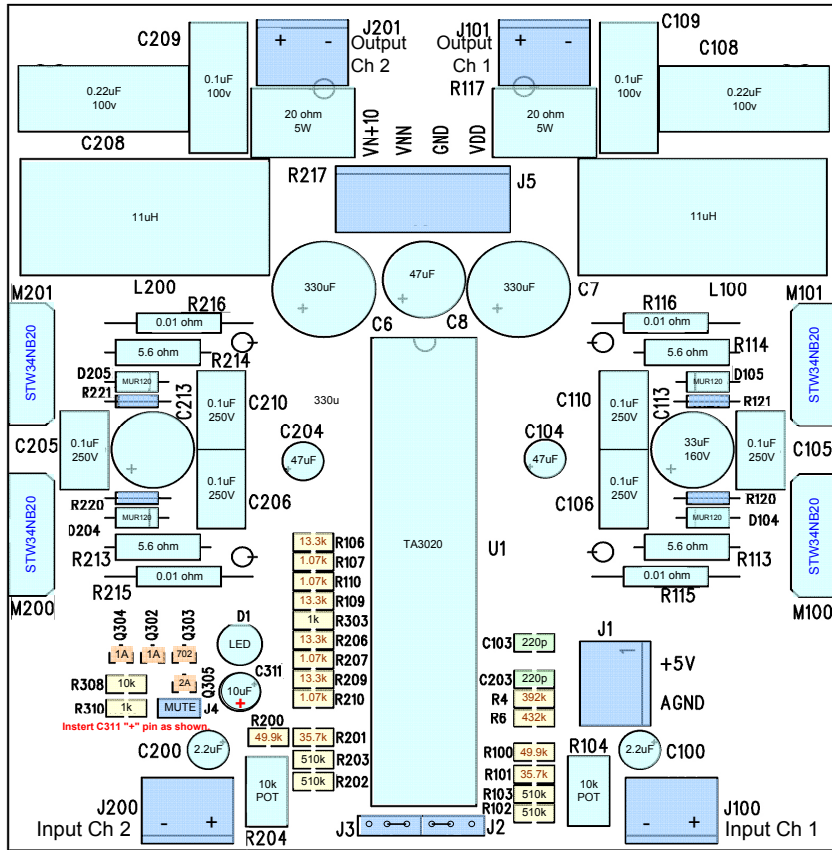 C209
J201
Output
Ch 2
J101
Output
Ch 1
C109
+ -
+ -
0.22uF
100v
0.1uF
100v
20 ohm
5W
VN+10
VNN
GND
VDD
R117
20 ohm
5W
0.1uF
100v
C108
0.22uF
100v
C208
R217
J5
11uH
11uH
330uF
47uF
330uF
L200
C6
C8
C7
L100
M201
R216
R116
M101
0.01 ohm
0.01 ohm
STW34NB20
5.6 ohm
R214
5.6 ohm
R114
STW34NB20
D205
MUR120
MUR120
D105
R221
C213
C210
330u
C110
C113
R121
0.1uF
250V
0.1uF
250V
C205
0.1uF
250V
C204
47uF
C104
47uF
33uF
160V
0.1uF
250V
C105
STW34NB20
0.1uF
250V
C206
C106
0.1uF
250V
STW34NB20
R220
R120
MUR120
MUR120
D204
D104
R213
5.6 ohm
5.6 ohm
R113
0.01 ohm
0.01 ohm
R215
R115
M200
M100
TA3020
U1
13.3k R106
1.07k R107
1.07k R110
13.3k R109
1k R303
13.3k R206
1.07k R207
13.3k R209
1.07k R210
Q304
Q302
Q303
D1
LED
1A
1A
702
C311
R308 10k
2A
Q305
10uF
R310 1k
MUTE J4
Instert C311 "+" pin as shown.
C103 220p
J1
1
+5V
AGND
C203 220p
R4 392k
R6 432k
C200
2.2uF
R200
49.9k
35.7k R201
510k R203
510k R202
R100 49.9k
R101 35.7k
R103 510k
R102 510k
R104
2.2uF
C100
10k
POT
10k
POT
J200
Input Ch 2
- +
R204
J3
J2
- +
J100
Input Ch 1